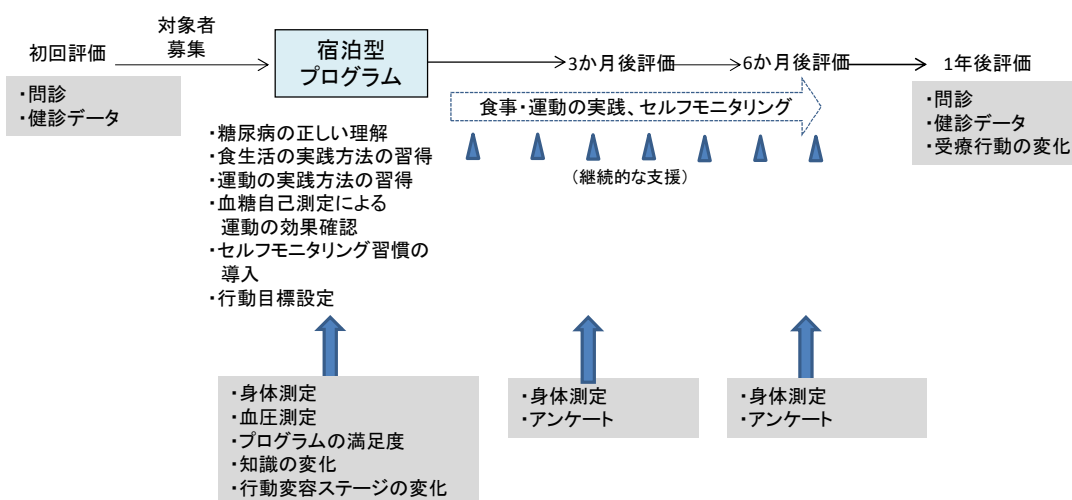 初回評価
・問診
・健診データ
対象者
募集
宿泊型
プログラム
3か月後評価
6か月後評価
1年後評価
・問診
・健診データ
・受療行動の変化
食事・運動の実践、セルフモニタリング
(継続的な支援)
・糖尿病の正しい理解
・食生活の実践方法の習得
・運動の実践方法の習得
・血糖自己測定による
運動の効果確認
・セルフモニタリング習慣の
導入
・行動目標設定
・身体測定
・血圧測定
・プログラムの満足度
・知識の変化
・行動変容ステージの変化
・身体測定
・アンケート
・身体測定
・アンケート